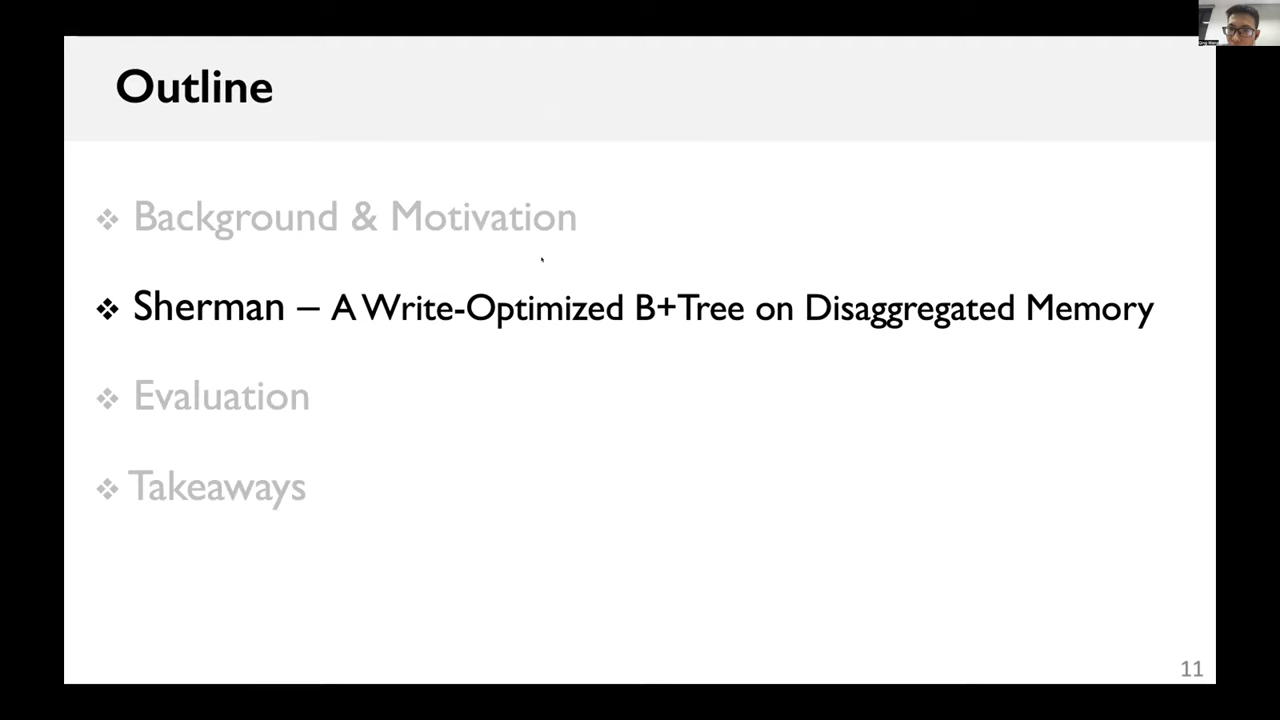 Outline
❖ Background & Motivation
❖ Sherman – A Write-Optimized B+Tree on Disaggregated Memory
❖ Evaluation
❖ Takeaways
11